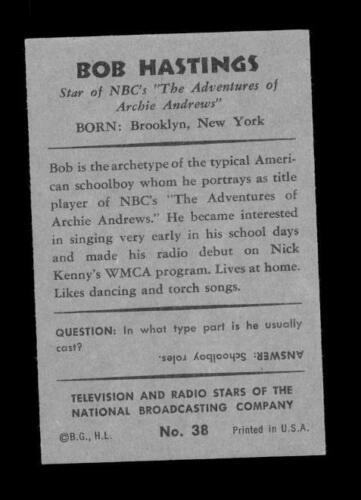 BOB HASTINGS
Star of NBC's "The Adventures of
Archie Andrews"
BORN: Brooklyn, New York
Bob is the archetype of the typical Ameri-
can schoolboy whom he portrays as title
player of NBC's "The Adventures of
Archie Andrews." He became interested
in singing very early in his school days
and made his radio debut on Nick
Kenny's WMCA program. Lives at home.
Likes dancing and torch songs.
QUESTION: In what type part is he usually
cast?
ANSWER: Schoolboy roles.
TELEVISION AND RADIO STARS OF THE
NATIONAL BROADCASTING COMPANY
©B.G., H.L. No. 38 Printed in U.S.A.